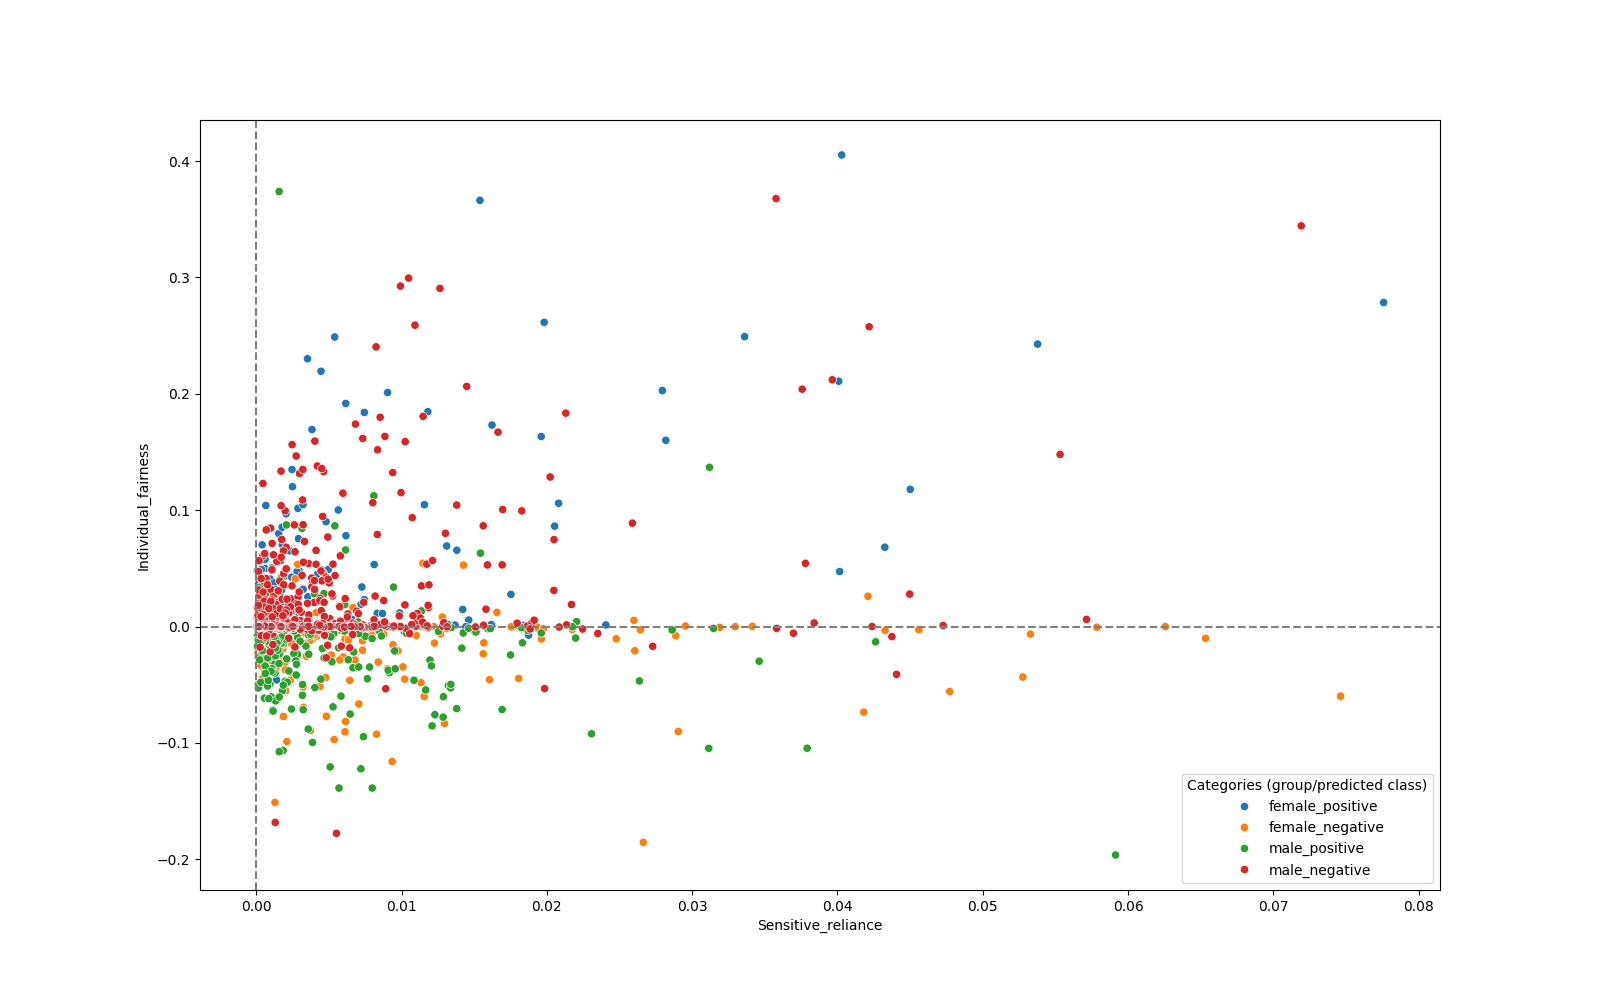 0.4
0.3
0.2
0.1
0.0
−0.1
−0.2
Individual_fairness
0.00 0.01 0.02 0.03 0.04 0.05 0.06 0.07 0.08
Sensitive_reliance
Categories (group/predicted class)
female_positive
female_negative
male_positive
male_negative